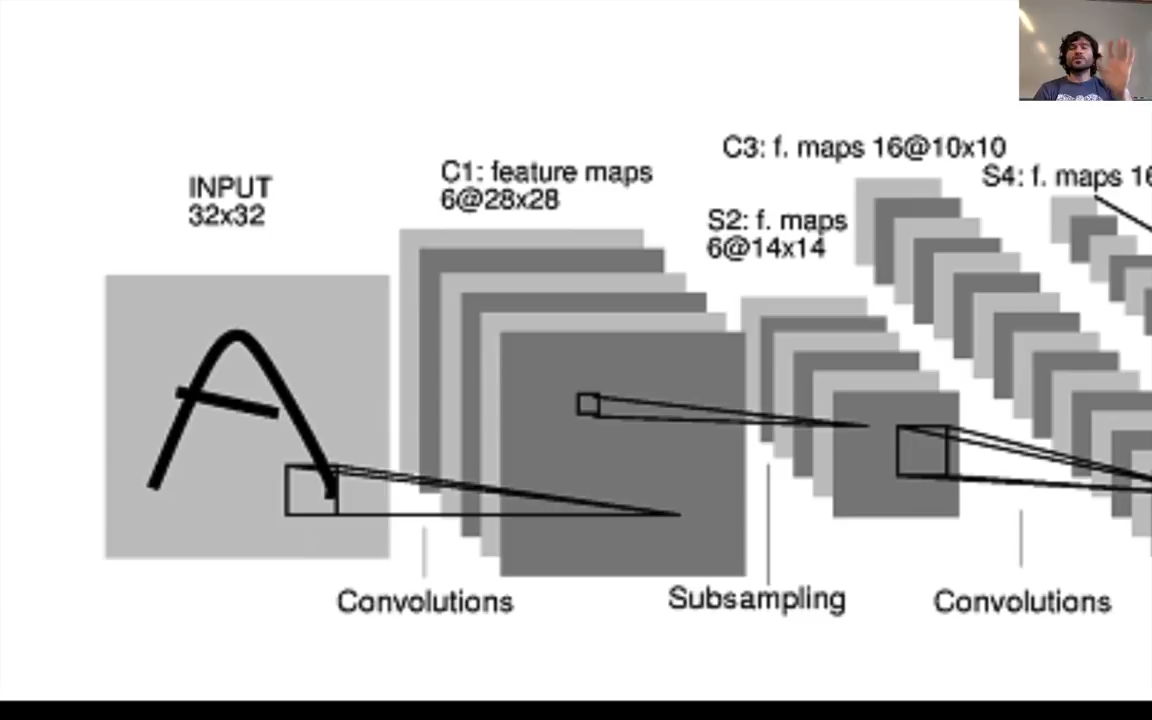 INPUT
32x32
C1: feature maps
6@28x28
S2: f. maps
6@14x14
C3: f. maps 16@10x10
S4: f. maps 16
A
Convolutions
Subsampling
Convolutions